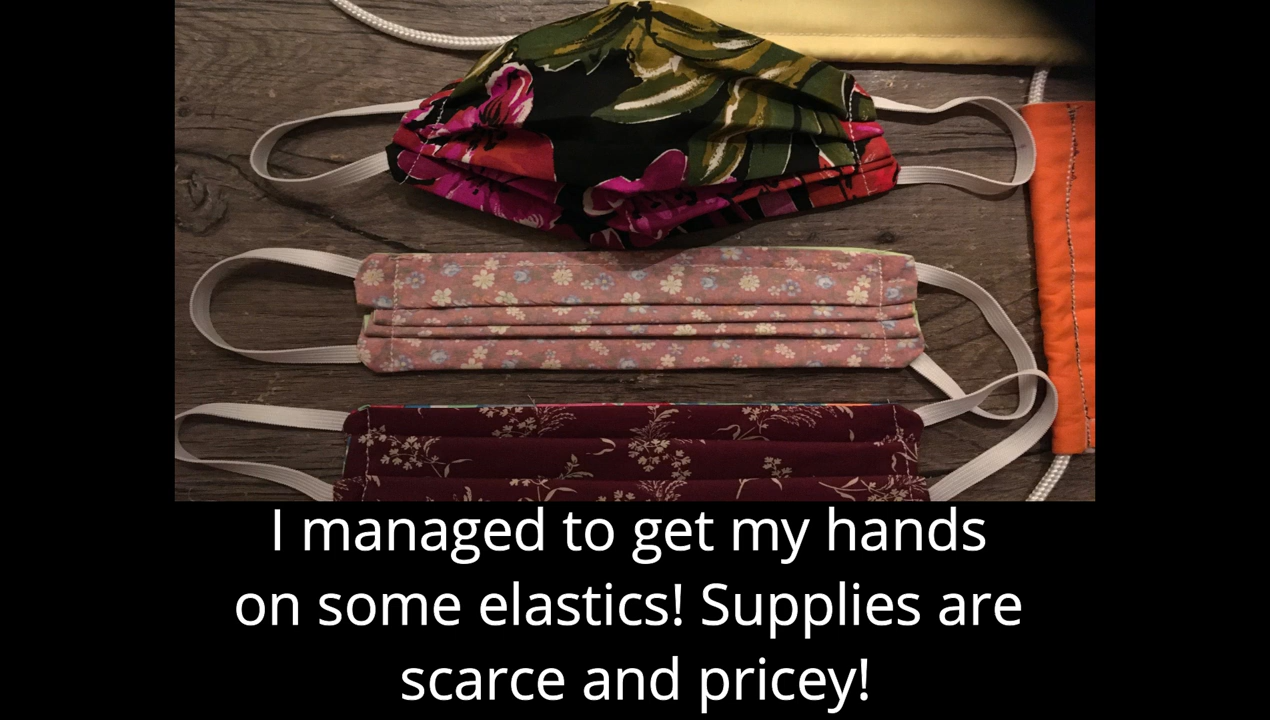 I managed to get my hands
on some elastics! Supplies are
scarce and pricey!